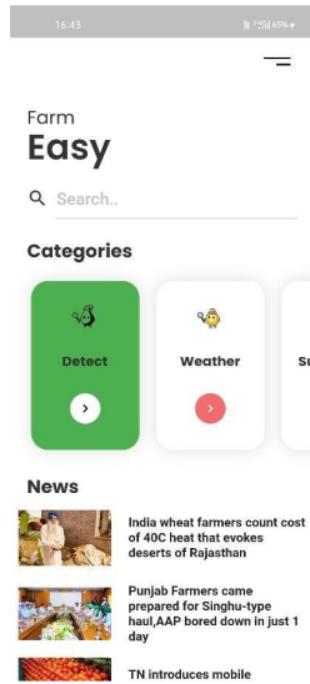 16:45
65%
Farm
Easy
Search..
Categories
Detect
Weather
Su
News
India wheat farmers count cost
of 40C heat that evokes
deserts of Rajasthan
Punjab Farmers came
prepared for Singhu-type
haul,AAP bored down in just 1
day
TN introduces mobile